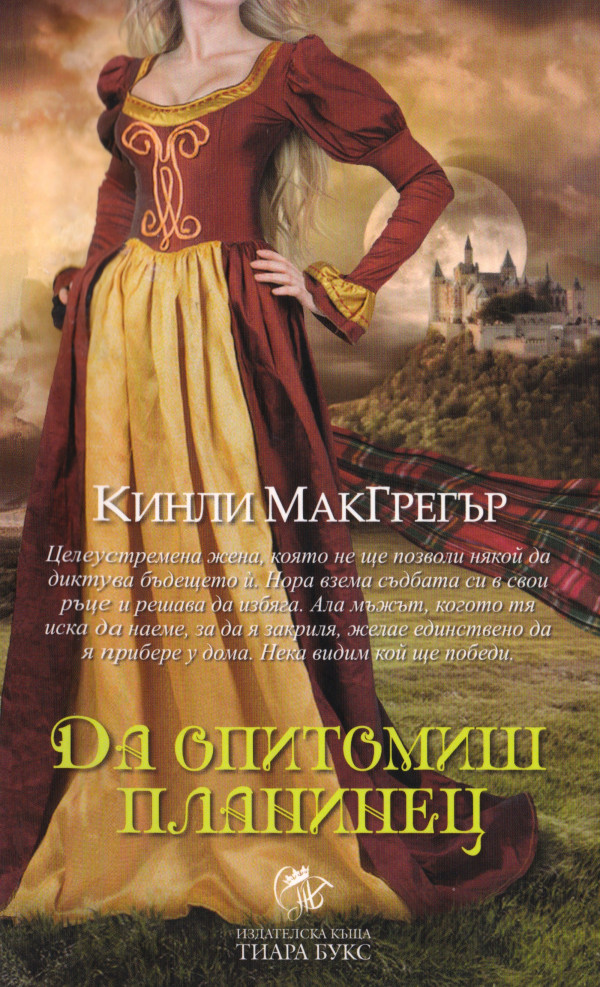 КИНЛИ МАКГРЕГЪР
Целеустремена жена, която не ще позволи някой да
диктува бъдещето ѝ. Нора взема съдбата си в свои
ръце и решава да избяга. Ала мъжът, когото тя
иска да наеме, за да я закриля, желае единствено да
я прибере у дома. Нека видим кой ще победи.
ДА ОПИТОМИШ
ПЛАНИНЕЦ
ИЗДАТЕЛСКА КЪЩА
ТИАРА БУКС